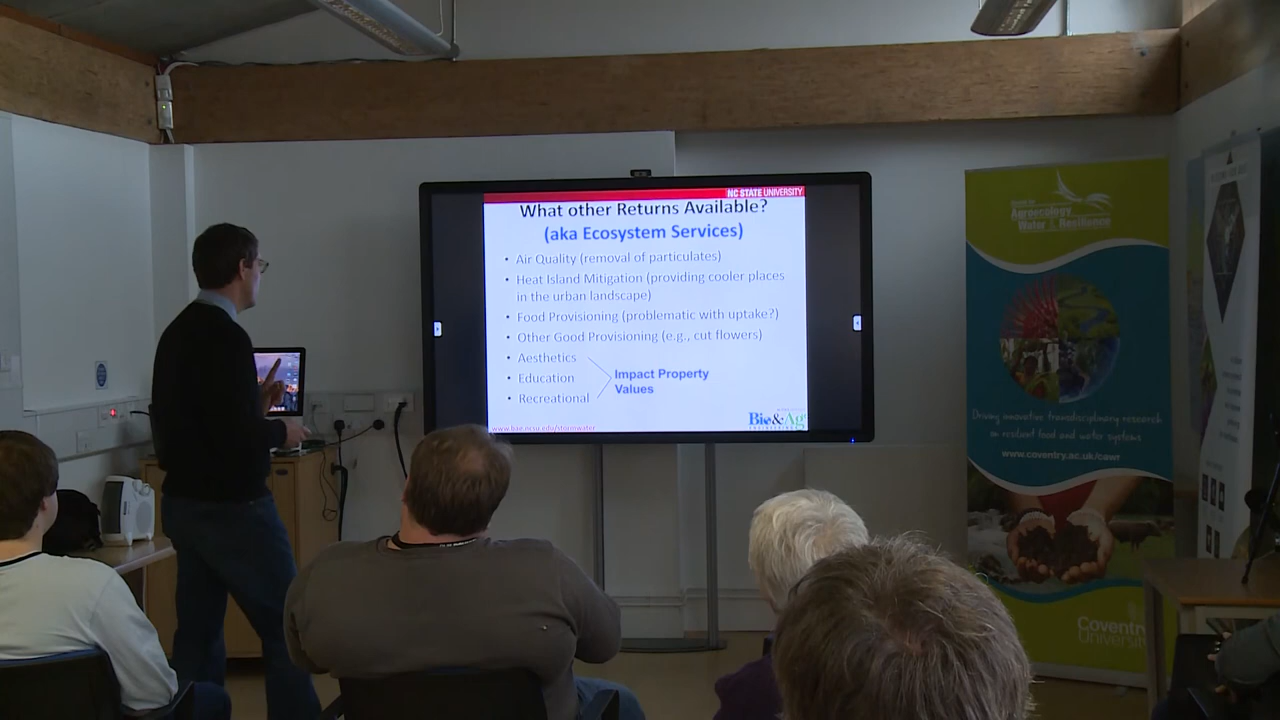 NC STATE UNIVERSITY
What other Returns Available?
(aka Ecosystem Services)
• Air Quality (removal of particulates)
• Heat Island Mitigation (providing cooler places
in the urban landscape)
• Food Provisioning (problematic with uptake?)
• Other Good Provisioning (e.g., cut flowers)
• Aesthetics
• Education
• Recreational
Impact Property
Values
www.bae.ncsu.edu/stormwater
Bio&Ag
ENGINEERING
Agroecology
Water & Resilience
Driving innovative transdisciplinary research
on resilient food and water systems
www.coventry.ac.uk/cawr
Coventry
University